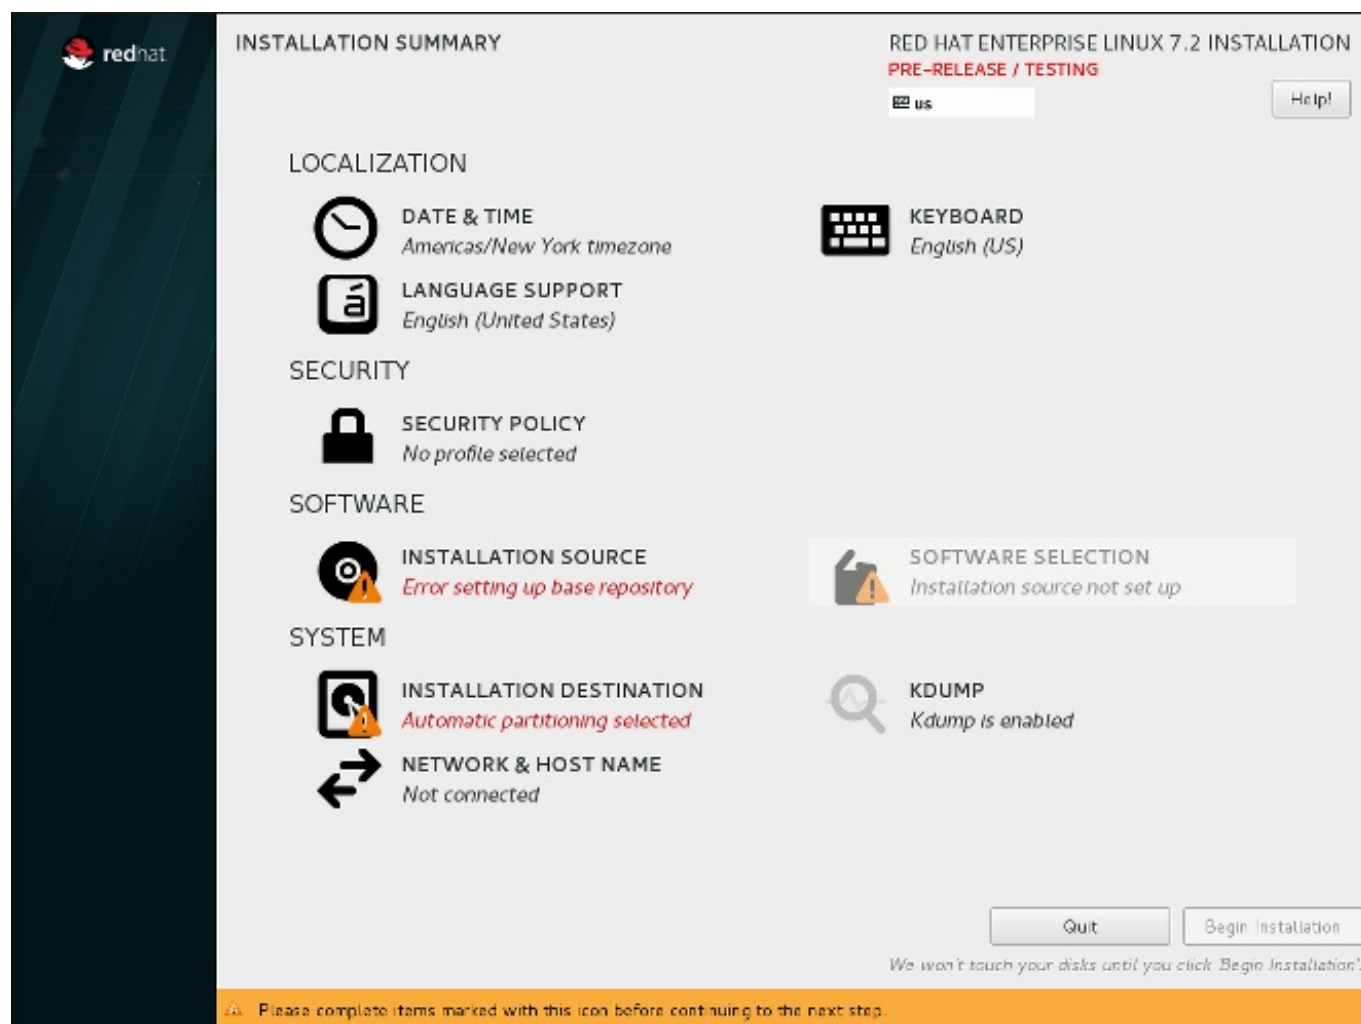 redhat
INSTALLATION SUMMARY
RED HAT ENTERPRISE LINUX 7.2 INSTALLATION
PRE-RELEASE / TESTING
us
Help!
LOCALIZATION
DATE & TIME
Americas/New York timezone
KEYBOARD
English (US)
á
LANGUAGE SUPPORT
English (United States)
SECURITY
SECURITY POLICY
No profile selected
SOFTWARE
INSTALLATION SOURCE
Error setting up base repository
SOFTWARE SELECTION
Installation source not set up
SYSTEM
INSTALLATION DESTINATION
Automatic partitioning selected
KDUMP
Kdump is enabled
NETWORK & HOST NAME
Not connected
Quit
Begin Installation
We won't touch your disks until you click 'Begin Installation'.
Please complete items marked with this icon before continuing to the next step.